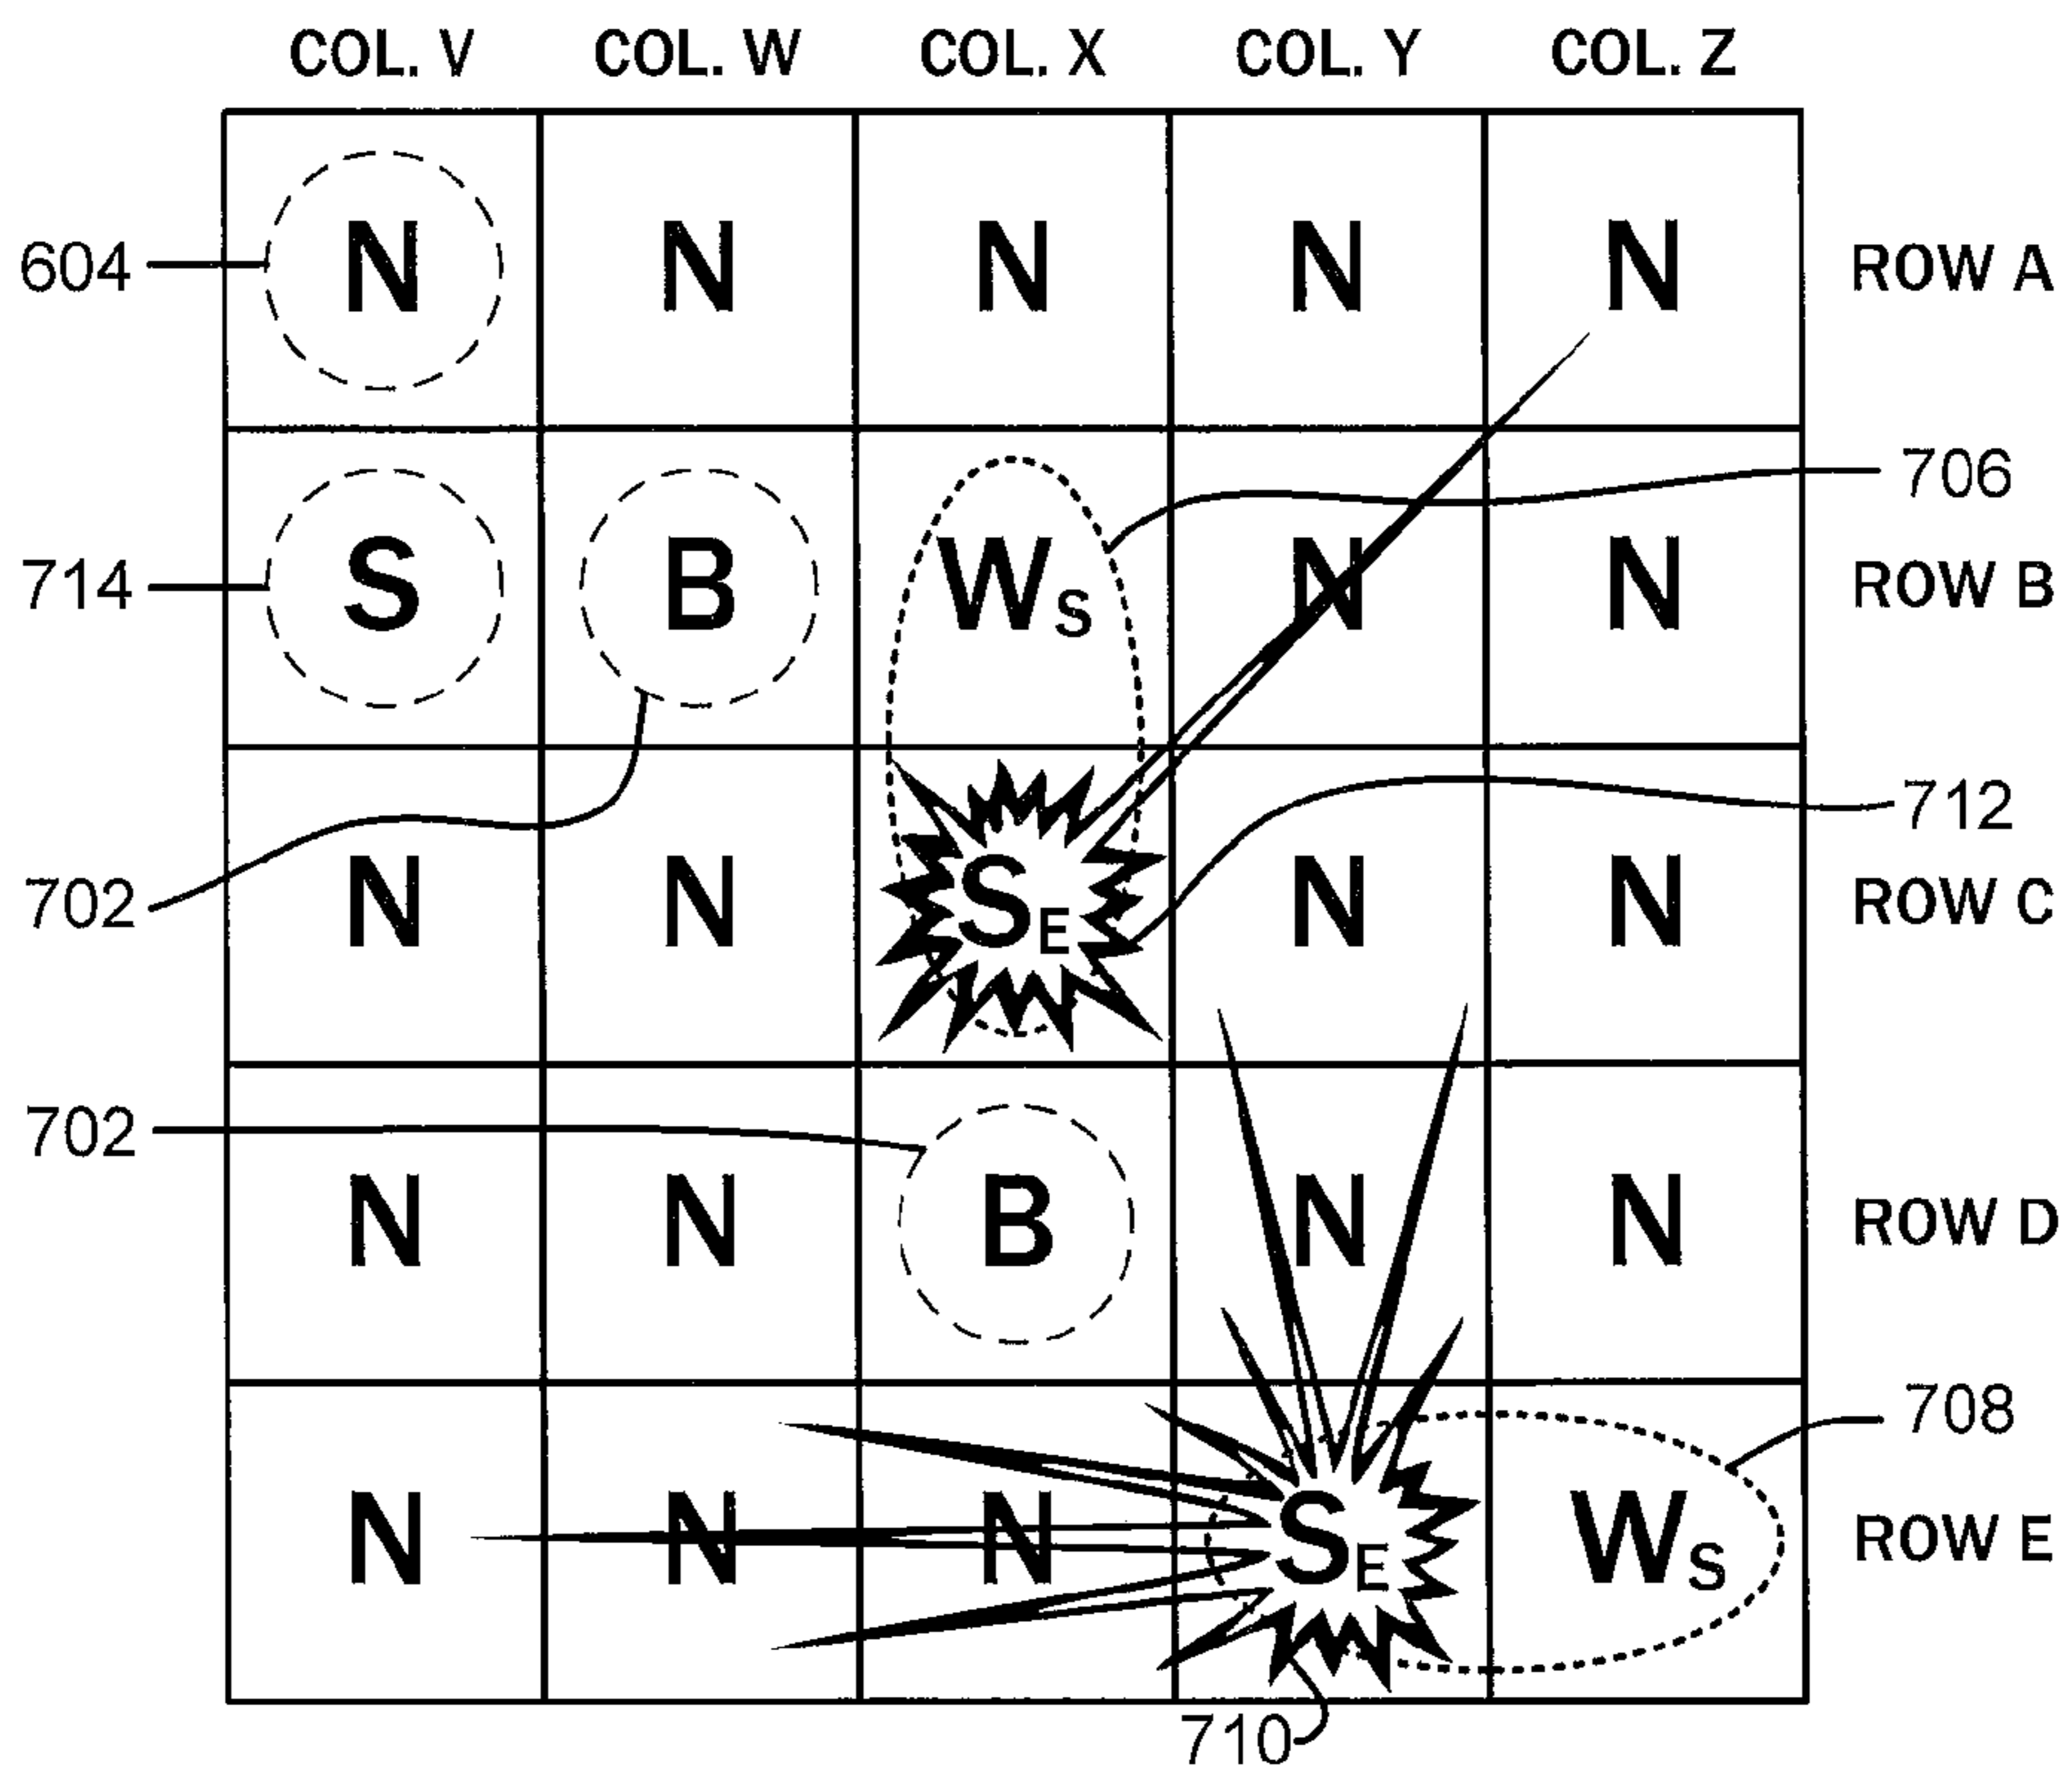 COL. V COL. W COL. X COL. Y COL. Z
604 N N N N N ROW A
706
714 S B WS N N ROW B
712
702 N N SE N N ROW C
702
N N B N N ROW D
708
N N N SE WS ROW E
710